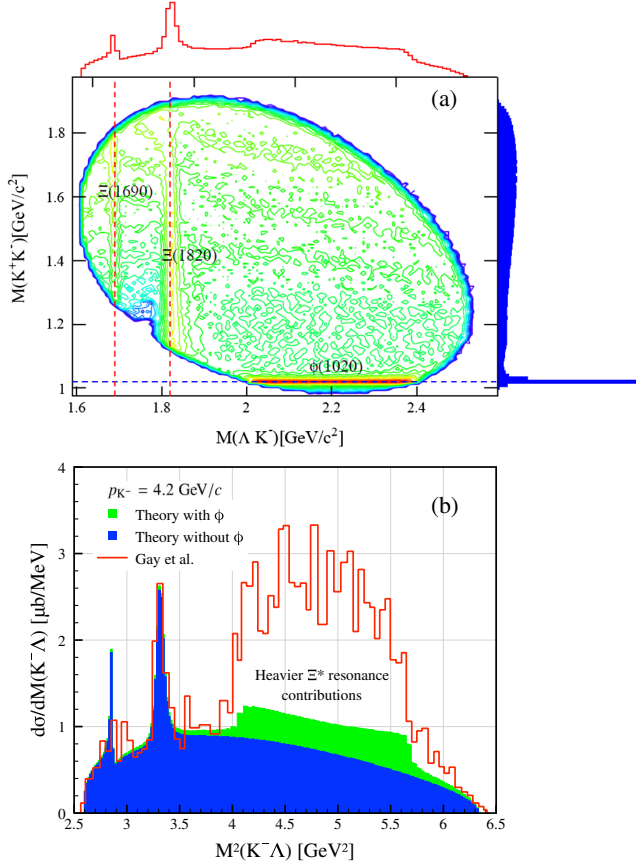 (a)
1.8
1.6
1.4
1.2
1
M(K⁺K⁻)[GeV/c²]
Ξ(1690)
Ξ(1820)
ϕ(1020)
1.6 1.8 2 2.2 2.4
M(Λ K⁻)[GeV/c²]
(b)
4
3
2
1
0
dσ/dM(K⁻Λ) [μb/MeV]
p_K⁻ = 4.2 GeV/c
Theory with ϕ
Theory without ϕ
Gay et al.
Heavier Ξ* resonance
contributions
2.5 3 3.5 4 4.5 5 5.5 6 6.5
M²(K⁻Λ) [GeV²]